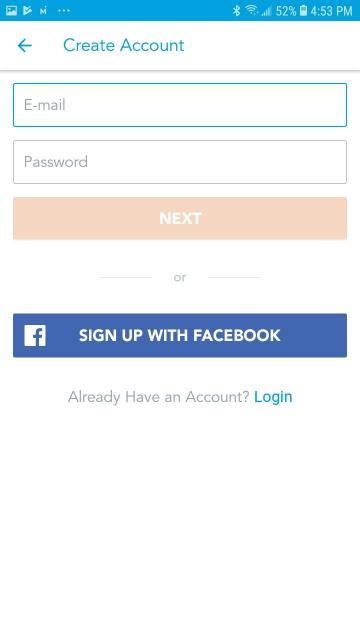 52% 4:53 PM
Create Account
E-mail
Password
NEXT
or
SIGN UP WITH FACEBOOK
Already Have an Account? Login